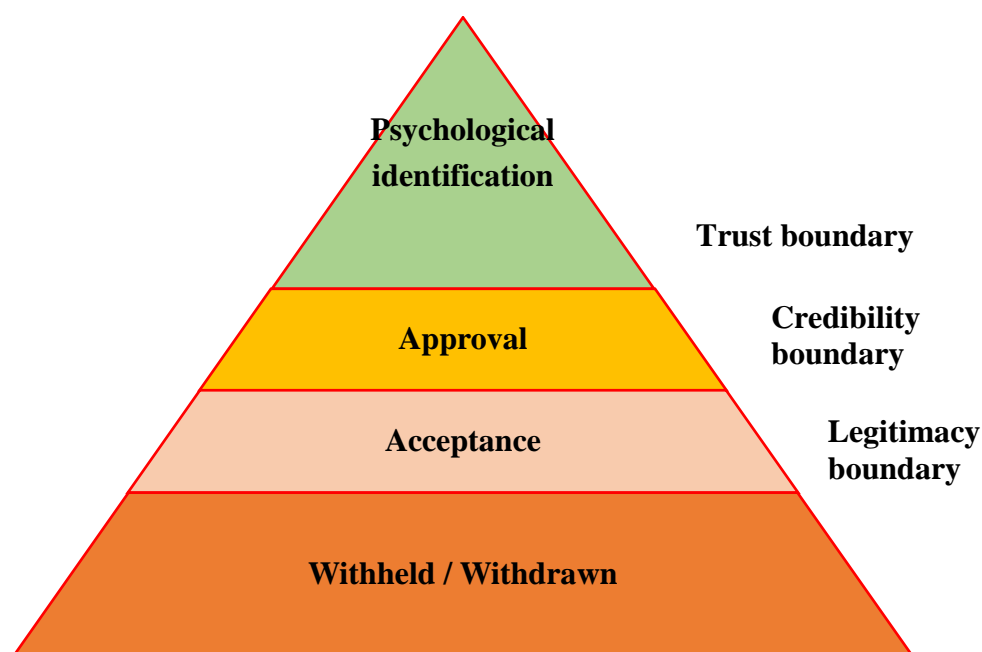 Psychological
identification
Trust boundary
Credibility
boundary
Approval
Legitimacy
boundary
Acceptance
Withheld / Withdrawn